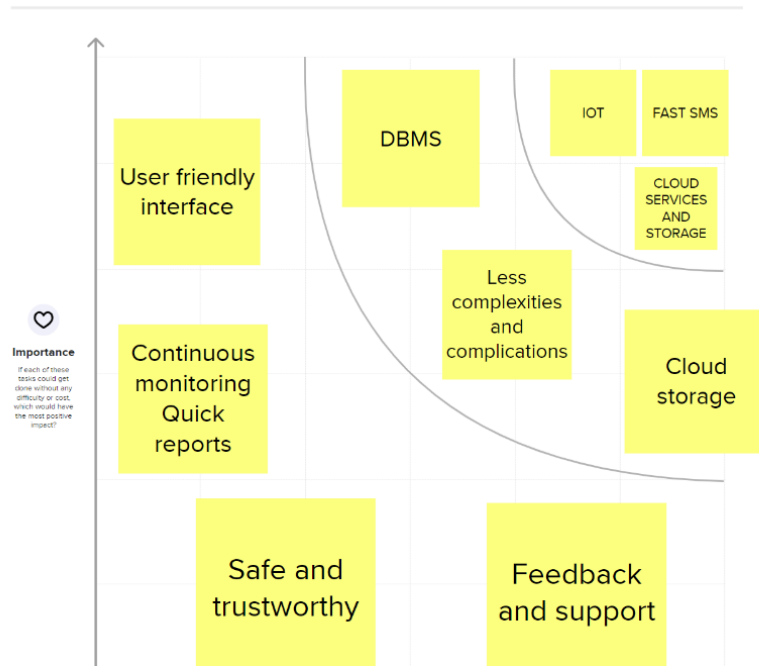 User friendly
interface
DBMS
IOT
FAST SMS
CLOUD
SERVICES
AND
STORAGE
Less
complexities
and
complications
Importance
If each of these
tasks could get
done without any
difficulty or cost,
which would have
the most positive
impact?
Continuous
monitoring
Quick
reports
Cloud
storage
Safe and
trustworthy
Feedback
and support